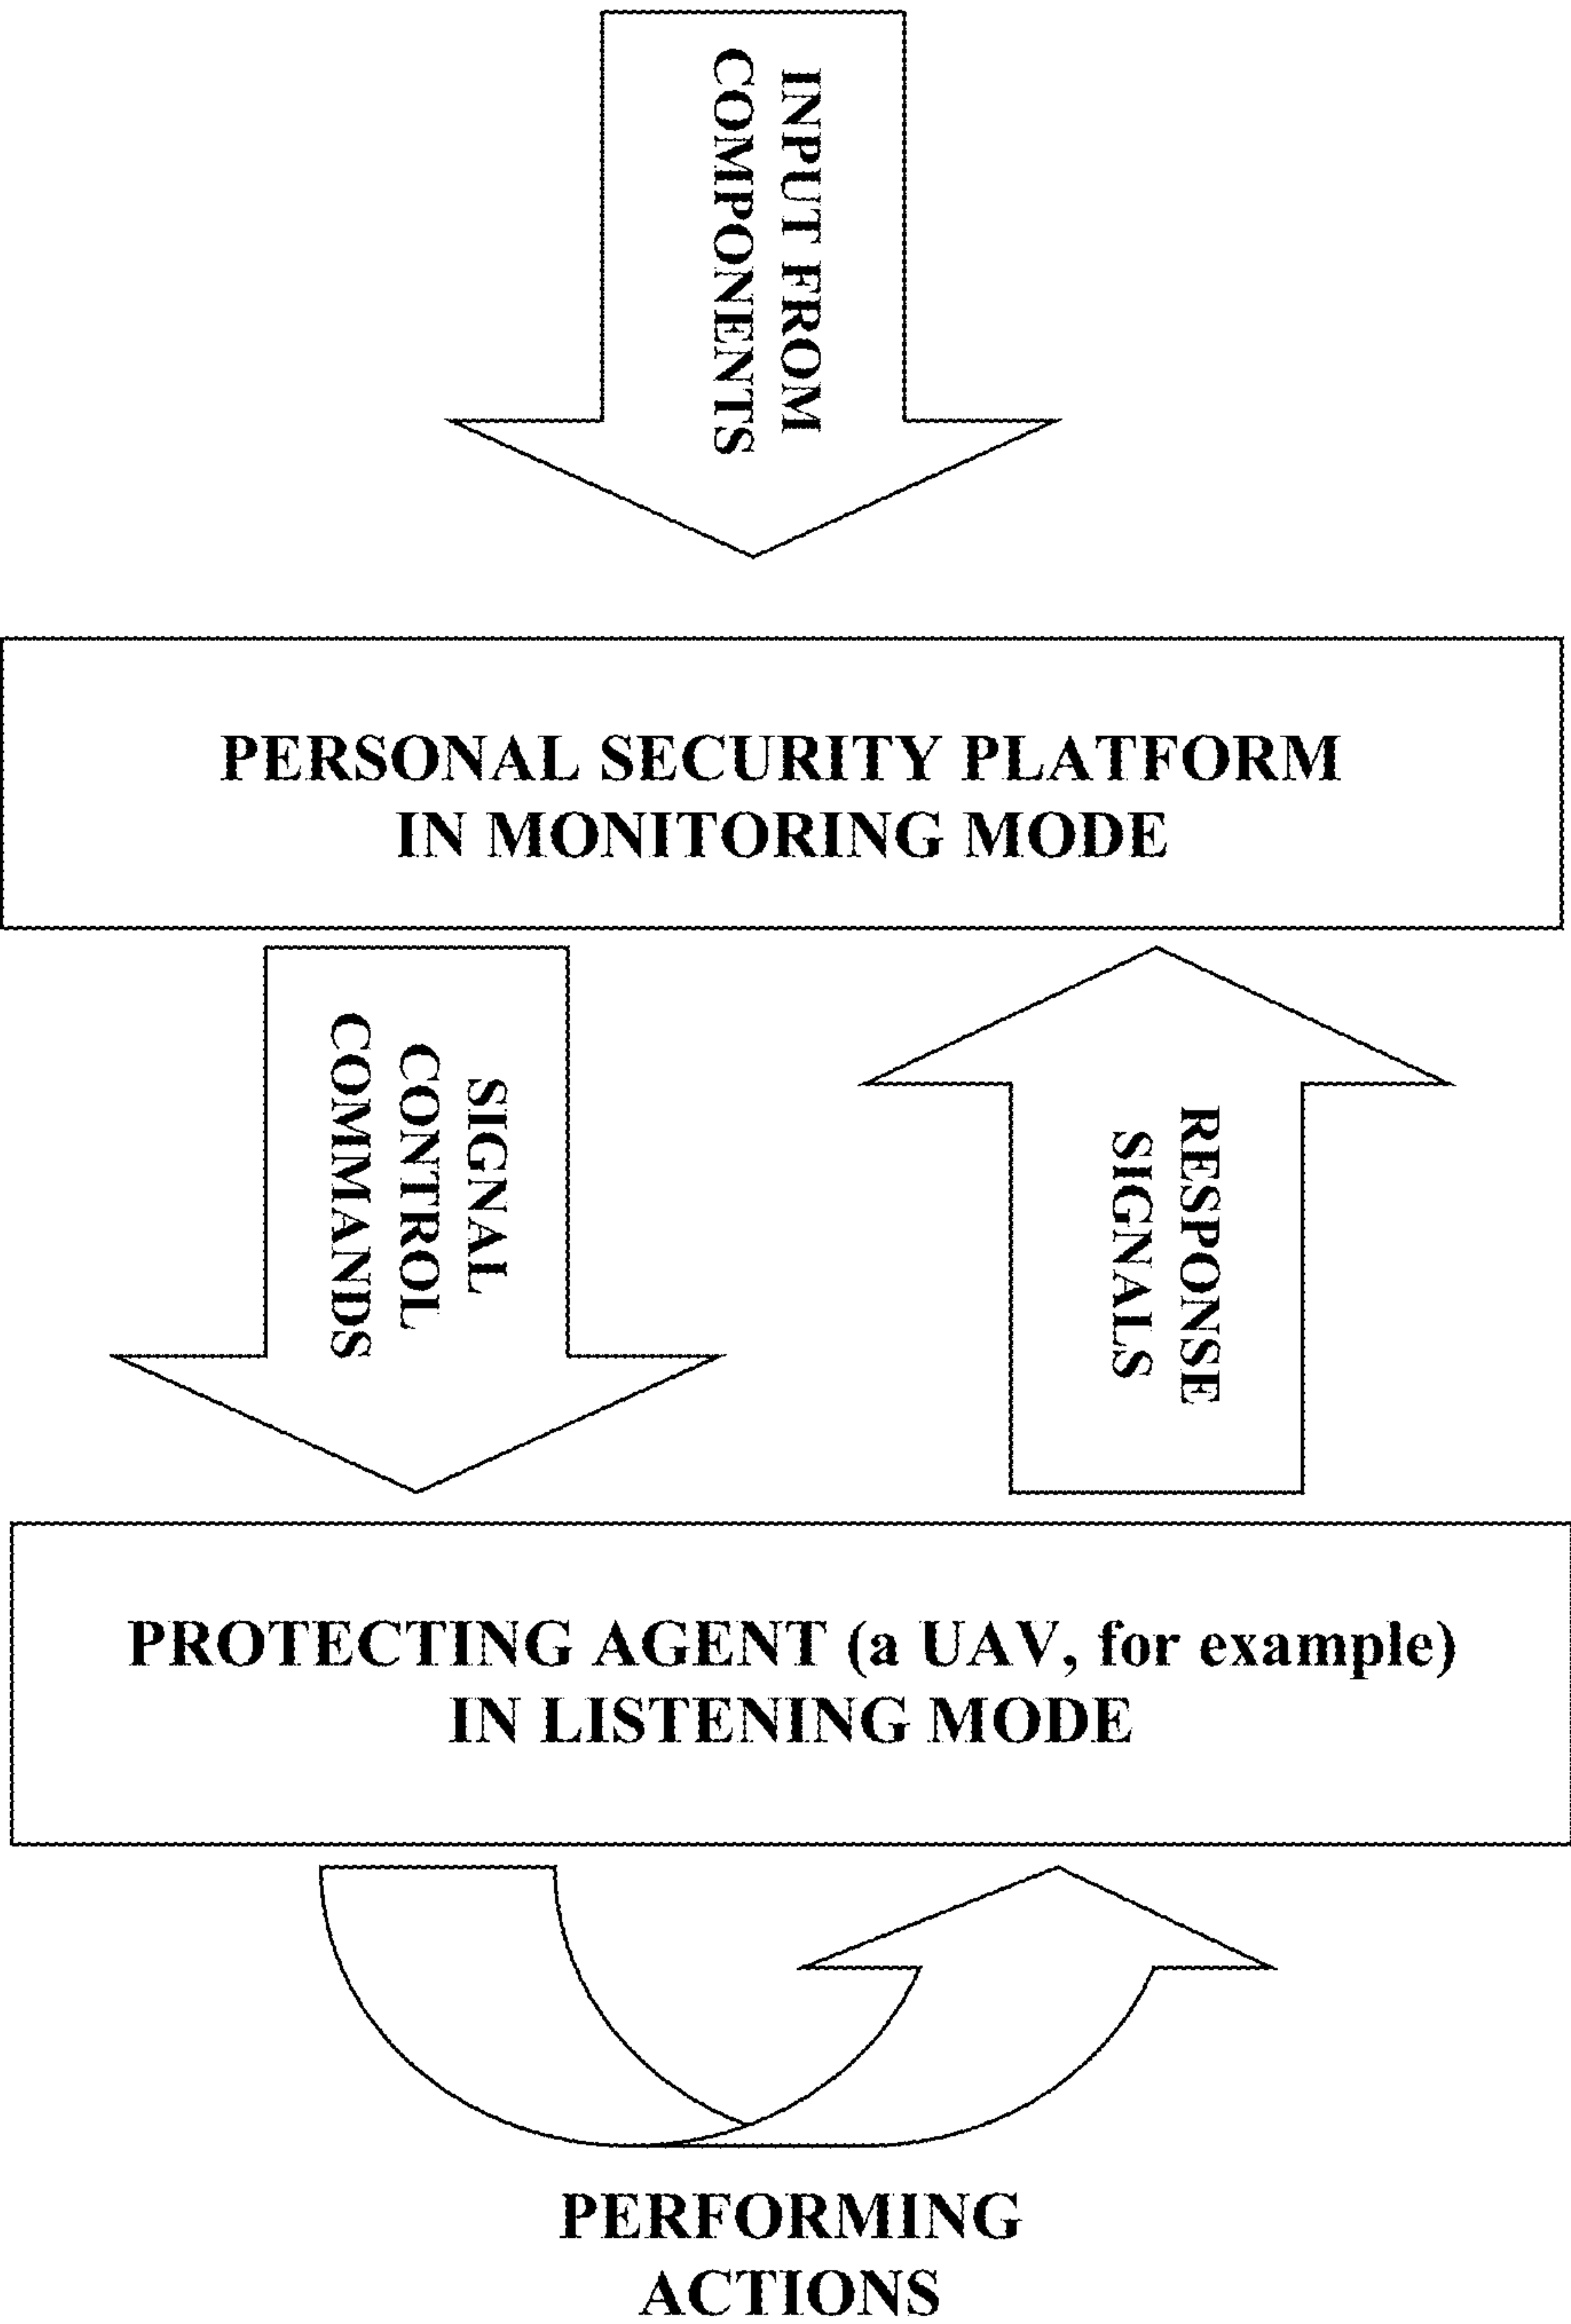 INPUT FROM
COMPONENTS
PERSONAL SECURITY PLATFORM
IN MONITORING MODE
SIGNAL
CONTROL
COMMANDS
RESPONSE
SIGNALS
PROTECTING AGENT (a UAV, for example)
IN LISTENING MODE
PERFORMING
ACTIONS